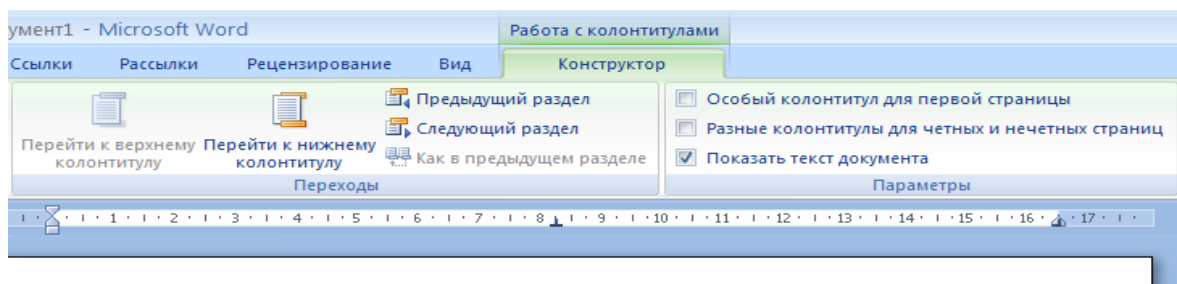 умент1 - Microsoft Word Работа с колонтитулами
Ссылки Рассылки Рецензирование Вид Конструктор
Перейти к верхнему колонтитулу
Перейти к нижнему колонтитулу
Предыдущий раздел
Следующий раздел
Как в предыдущем разделе
Переходы
Особый колонтитул для первой страницы
Разные колонтитулы для четных и нечетных страниц
Показать текст документа
Параметры
1 2 3 4 5 6 7 8 9 10 11 12 13 14 15 16 17